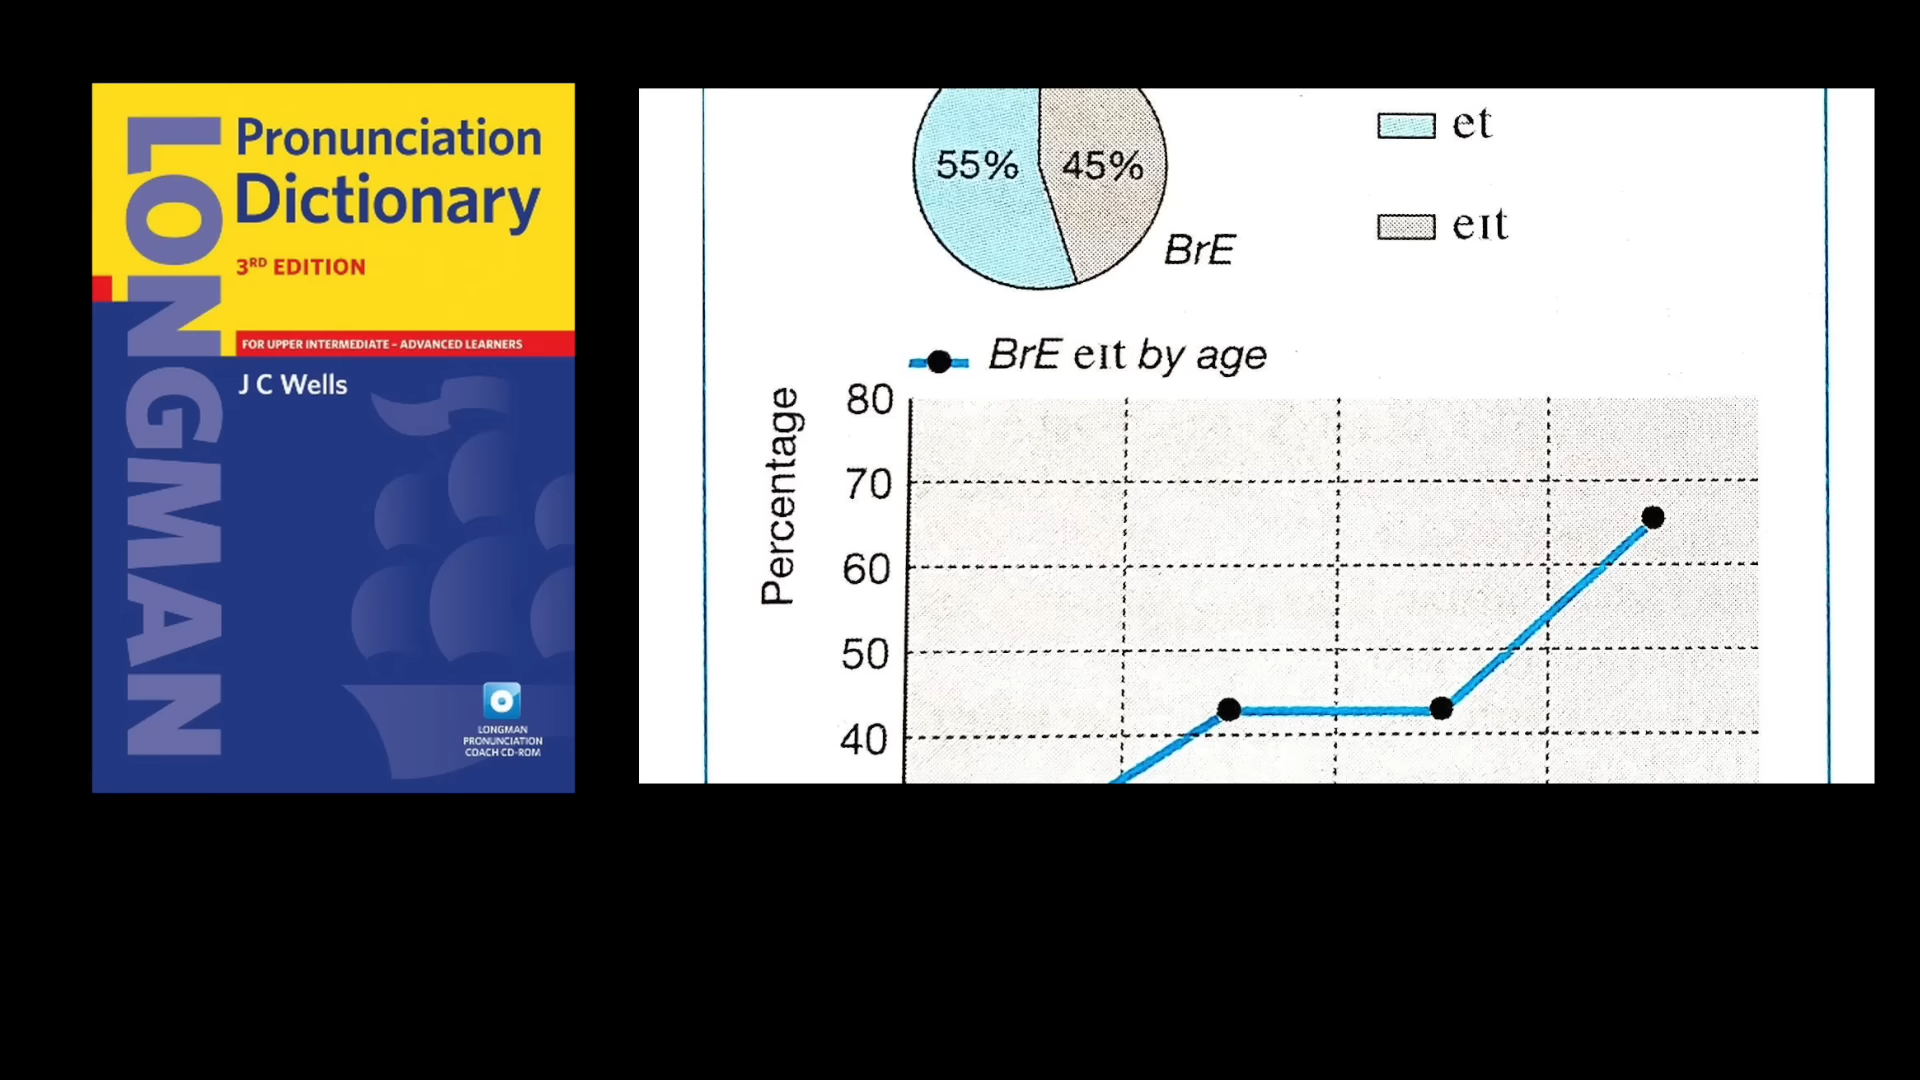 LONGMAN
Pronunciation
Dictionary
3RD EDITION
FOR UPPER INTERMEDIATE – ADVANCED LEARNERS
J C Wells
LONGMAN
PRONUNCIATION
COACH CD-ROM
55% 45%
BrE
et
eɪt
BrE eɪt by age
Percentage
80
70
60
50
40